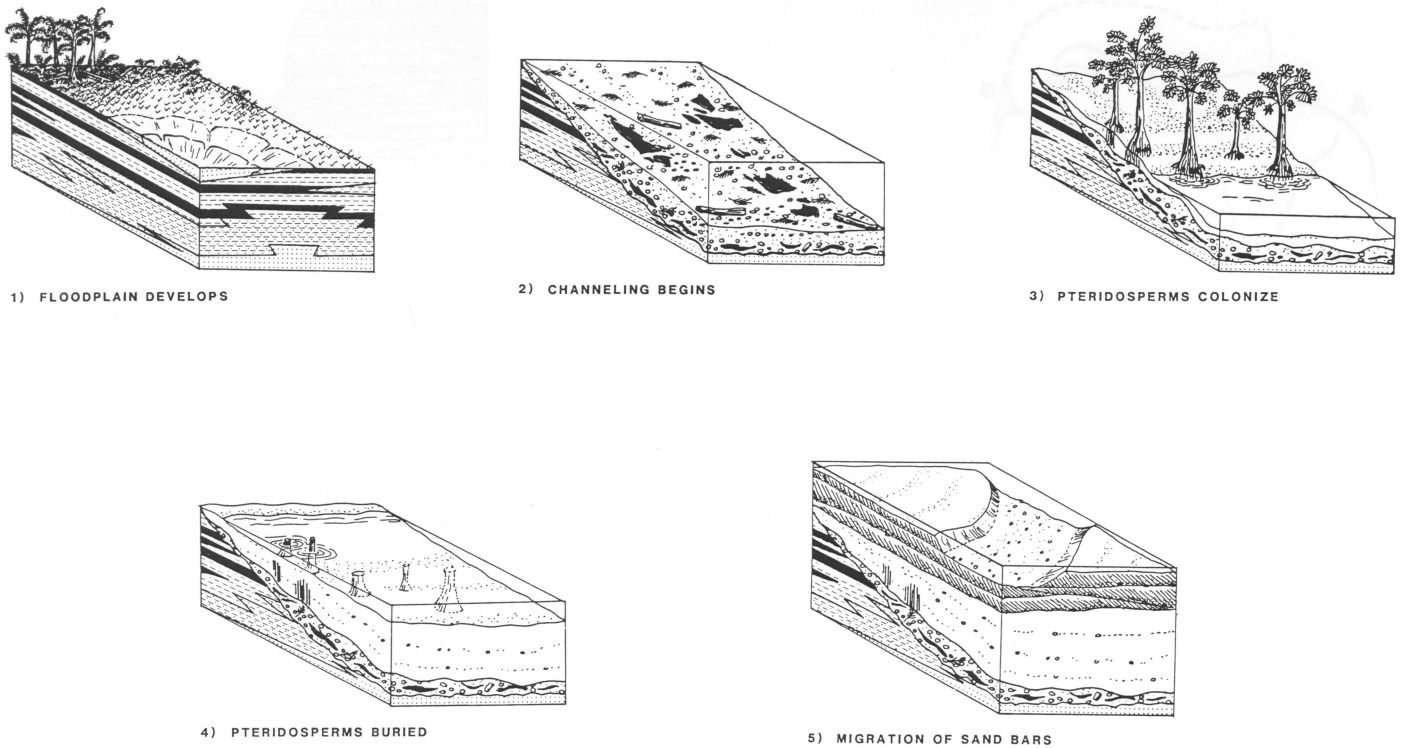 1) FLOODPLAIN DEVELOPS
2) CHANNELING BEGINS
3) PTERIDOSPERMS COLONIZE
4) PTERIDOSPERMS BURIED
5) MIGRATION OF SAND BARS